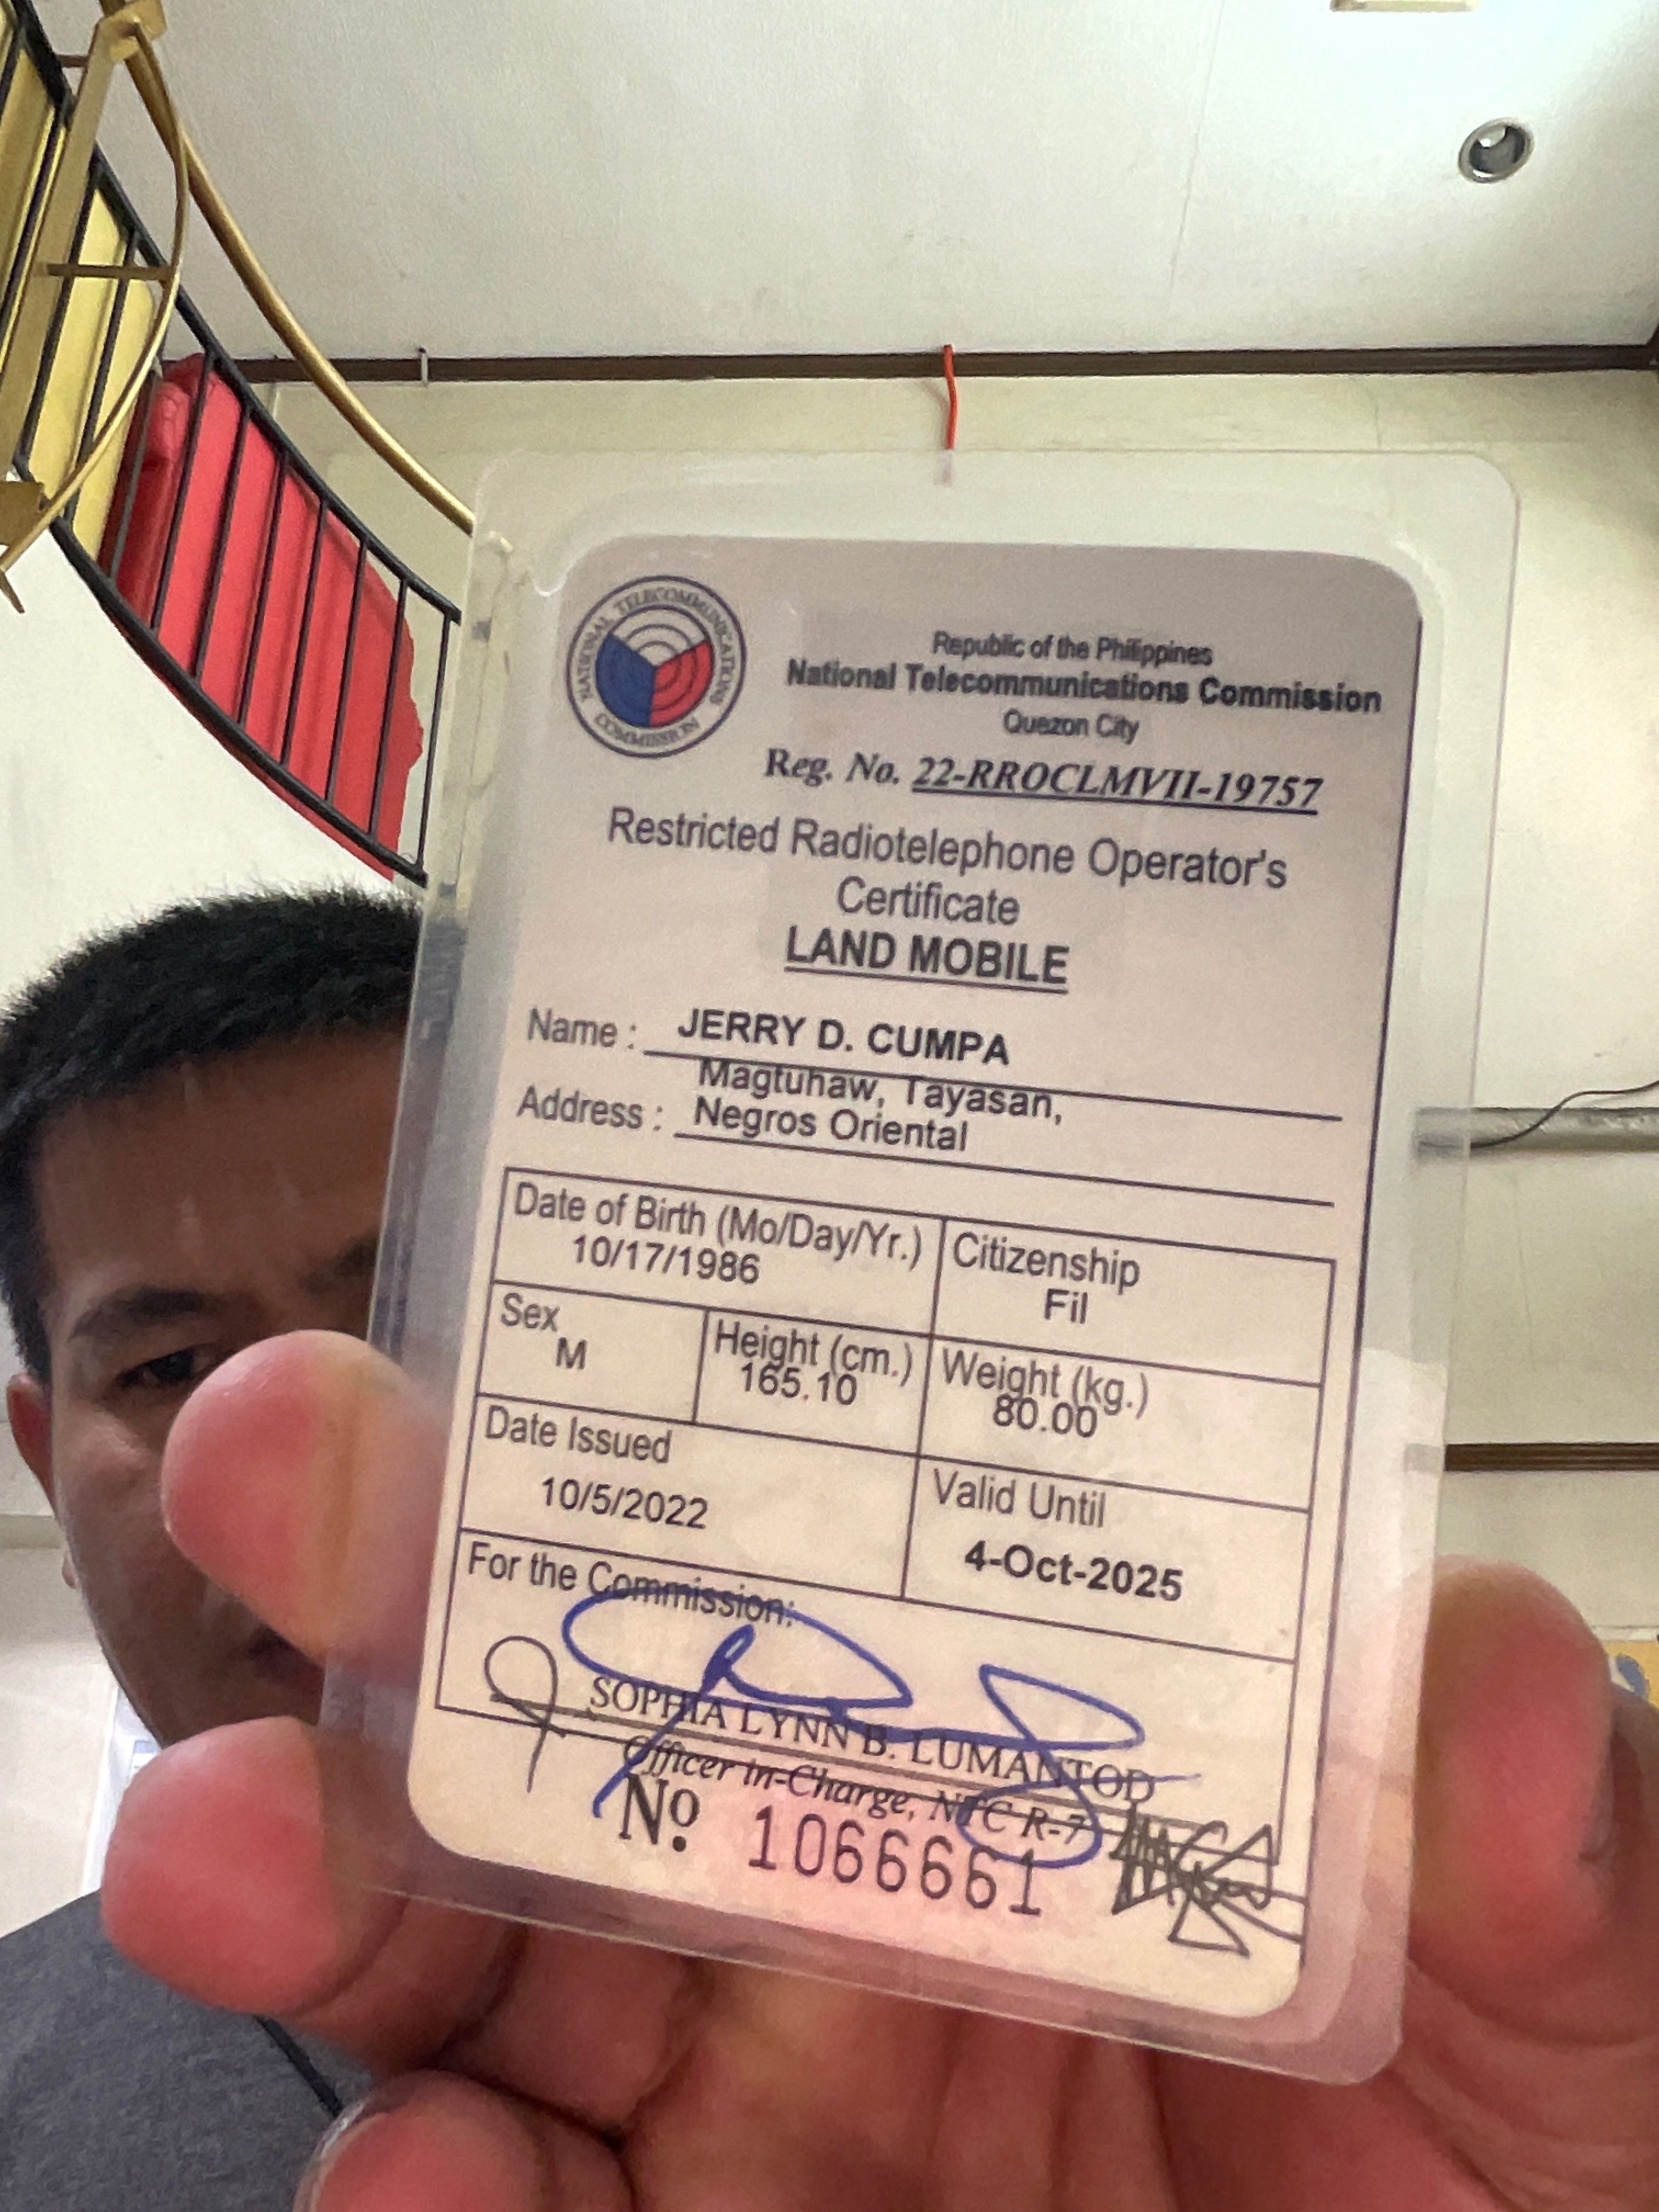 NATIONAL TELECOMMUNICATIONS COMMISSION
Republic of the Philippines
National Telecommunications Commission
Quezon City
Reg. No. 22-RROCLMVII-19757
Restricted Radiotelephone Operator's
Certificate
LAND MOBILE
Name : JERRY D. CUMPA
Magtuhaw, Tayasan,
Address : Negros Oriental
Date of Birth (Mo/Day/Yr.) Citizenship
10/17/1986 Fil
Sex Height (cm.) Weight (kg.)
M 165.10 80.00
Date Issued Valid Until
10/5/2022 4-Oct-2025
For the Commission:
SOPHIA LYNN B. LUMANTOD
Officer in-Charge, NTC R-7
Nº 1066661